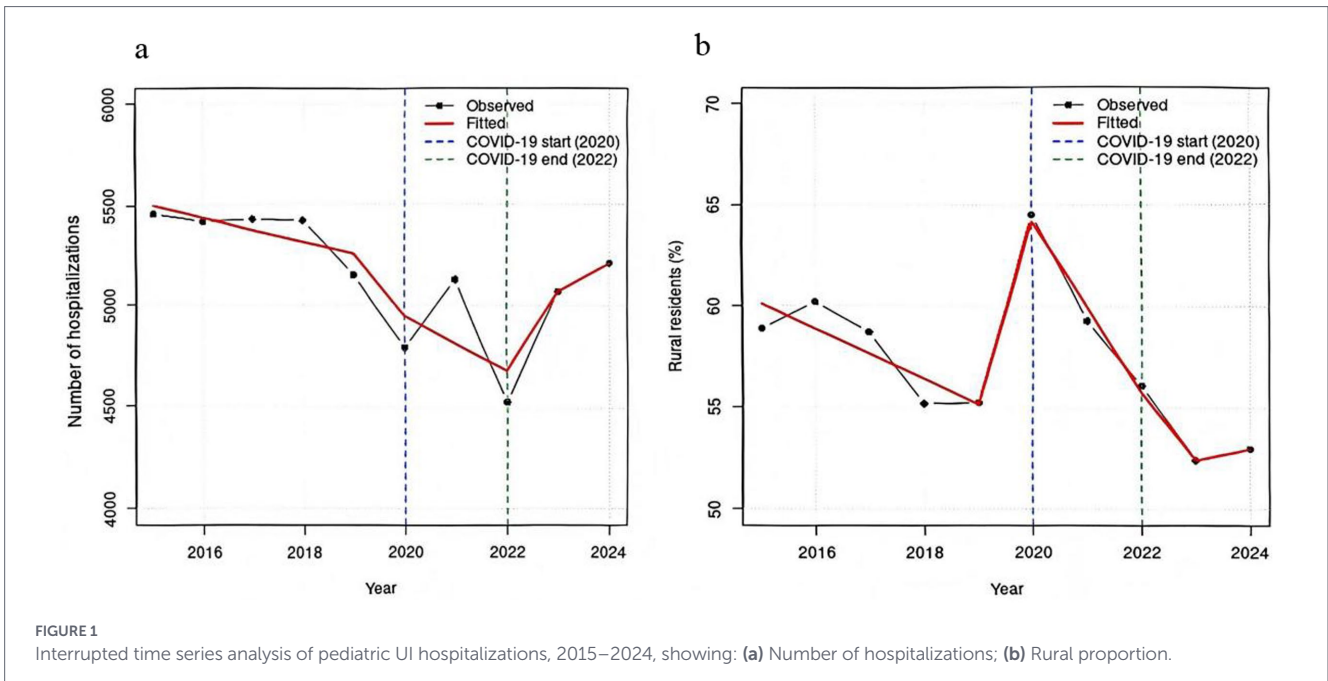 a
6000
5500
5000
4500
4000
Number of hospitalizations
Observed
Fitted
COVID-19 start (2020)
COVID-19 end (2022)
2016 2018 2020 2022 2024
Year
b
70
65
60
55
50
Rural residents (%)
Observed
Fitted
COVID-19 start (2020)
COVID-19 end (2022)
2016 2018 2020 2022 2024
Year
FIGURE 1
Interrupted time series analysis of pediatric UI hospitalizations, 2015–2024, showing: (a) Number of hospitalizations; (b) Rural proportion.